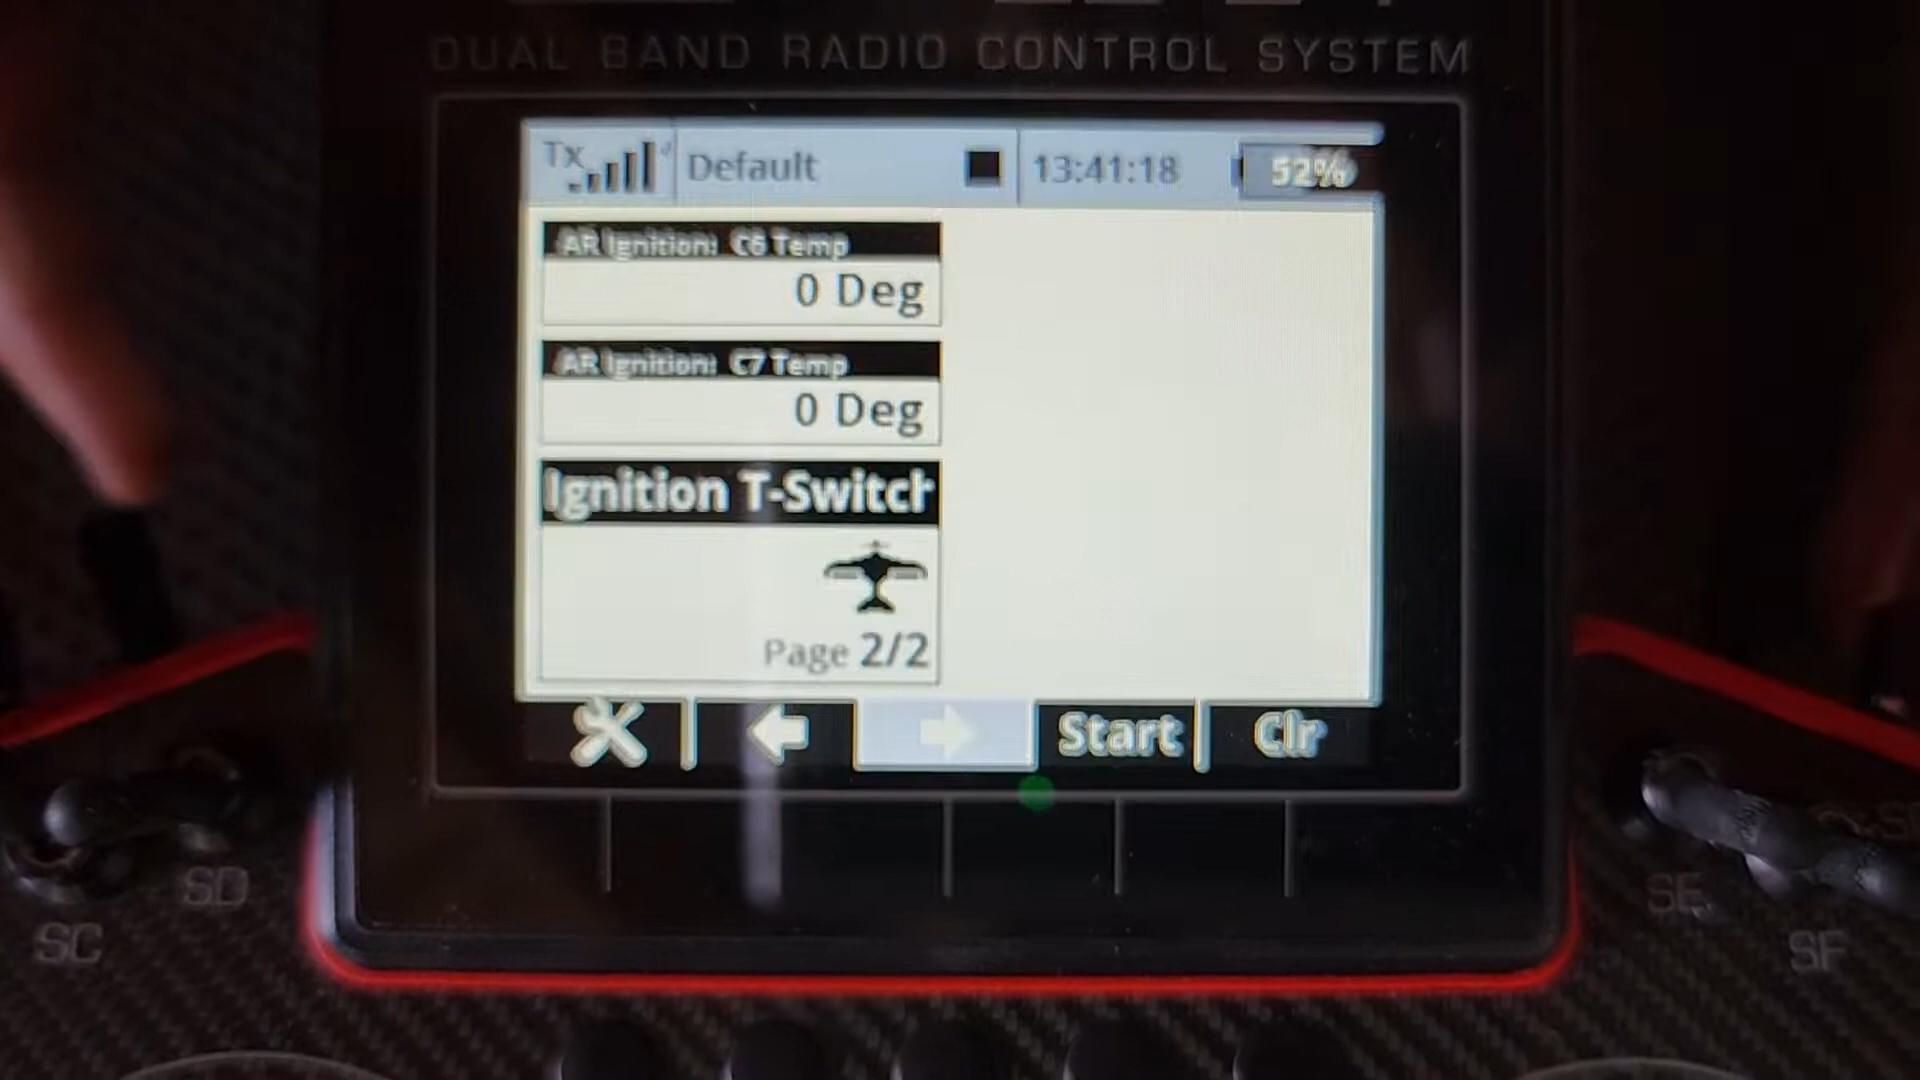 DUAL BAND RADIO CONTROL SYSTEM
Tx Default 13:41:18 52%
AR Ignition: C6 Temp
0 Deg
AR Ignition: C7 Temp
0 Deg
Ignition T-Switch
Page 2/2
Start Clr
SD
SC
SE
SF